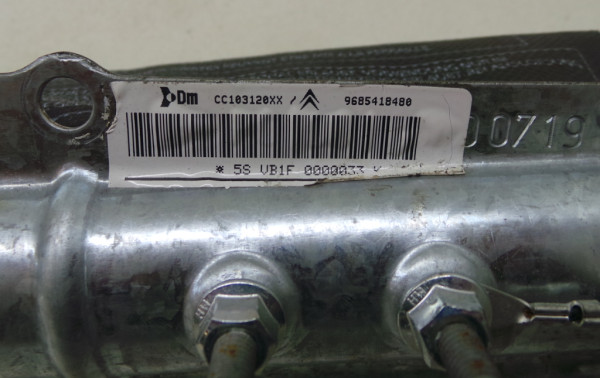 Dm CC103120XX / 9685418480
00719
* 5S VB1F 0000033